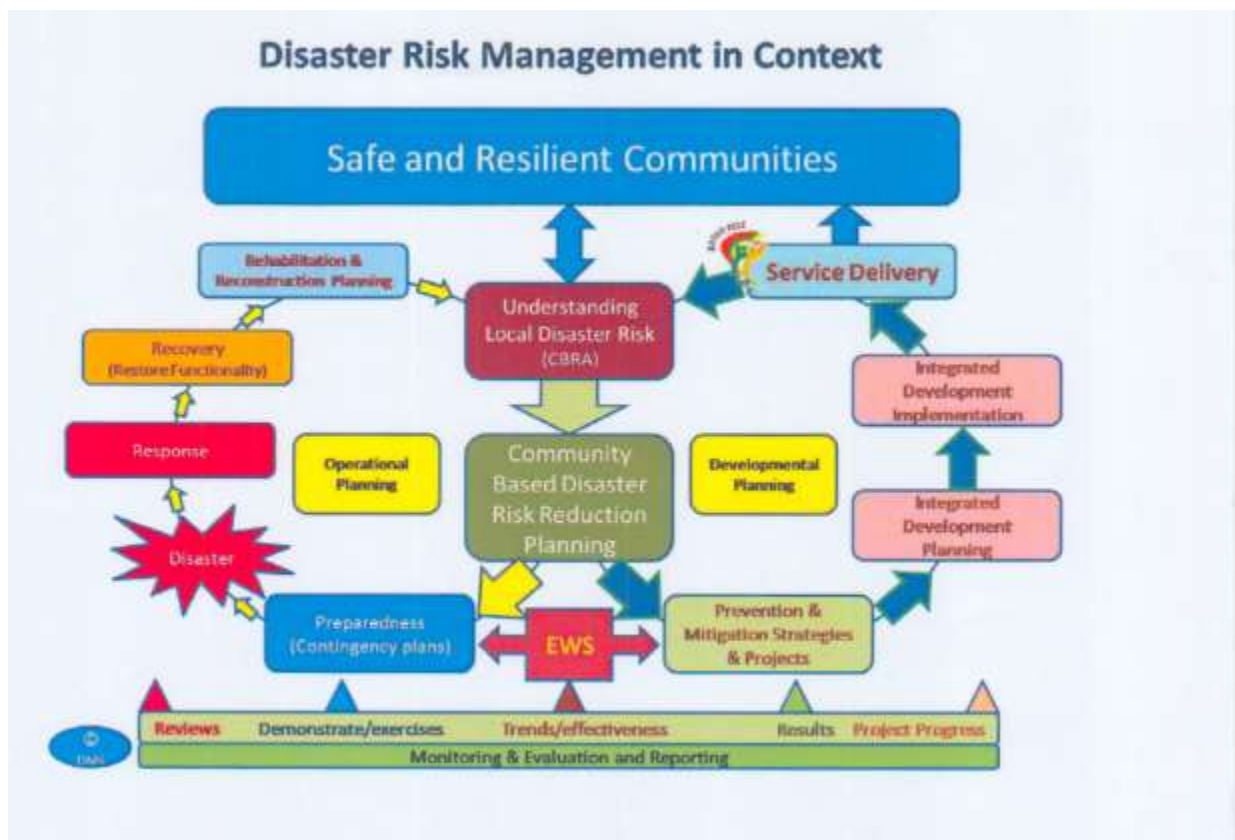 Disaster Risk Management in Context
Safe and Resilient Communities
Rehabilitation &
Reconstruction Planning
Service Delivery
Understanding
Local Disaster Risk
(CBRA)
Recovery
(Restore Functionality)
Integrated
Development
Implementation
Response
Operational
Planning
Community
Based Disaster
Risk Reduction
Planning
Developmental
Planning
Integrated
Development
Planning
Disaster
Preparedness
(Contingency plans)
EWS
Prevention &
Mitigation Strategies
& Projects
Reviews Demonstrate/exercises Trends/effectiveness Results Project Progress
Monitoring & Evaluation and Reporting